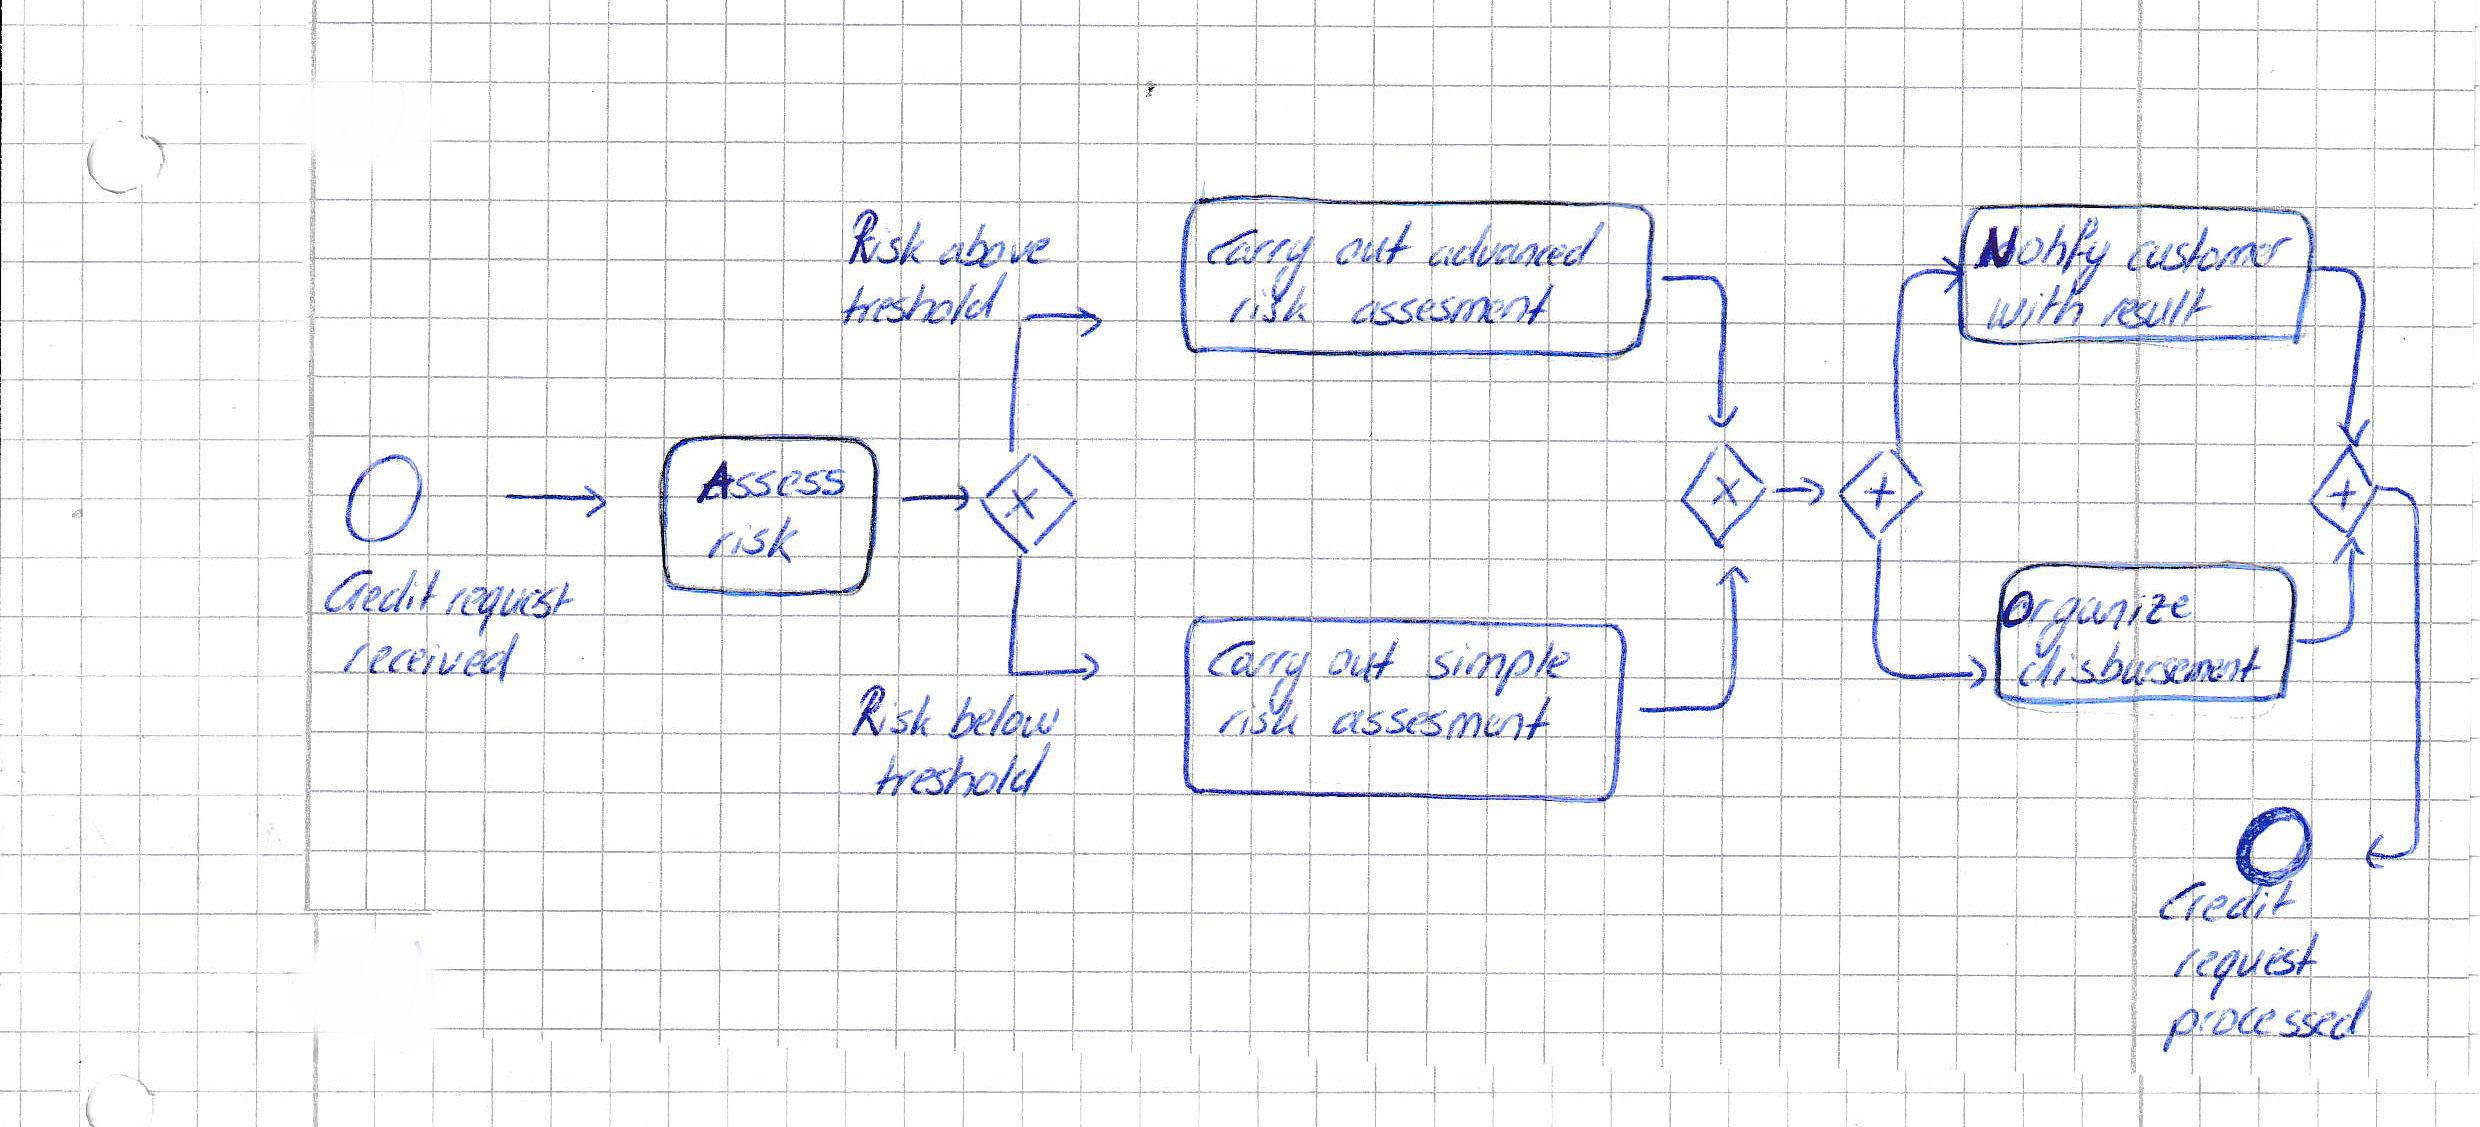 Credit request
received
Assess
risk
Risk above
treshold
Risk below
treshold
Carry out advanced
risk assesment
Carry out simple
risk assesment
Notify customer
with result
Organize
disbursement
Credit
request
processed